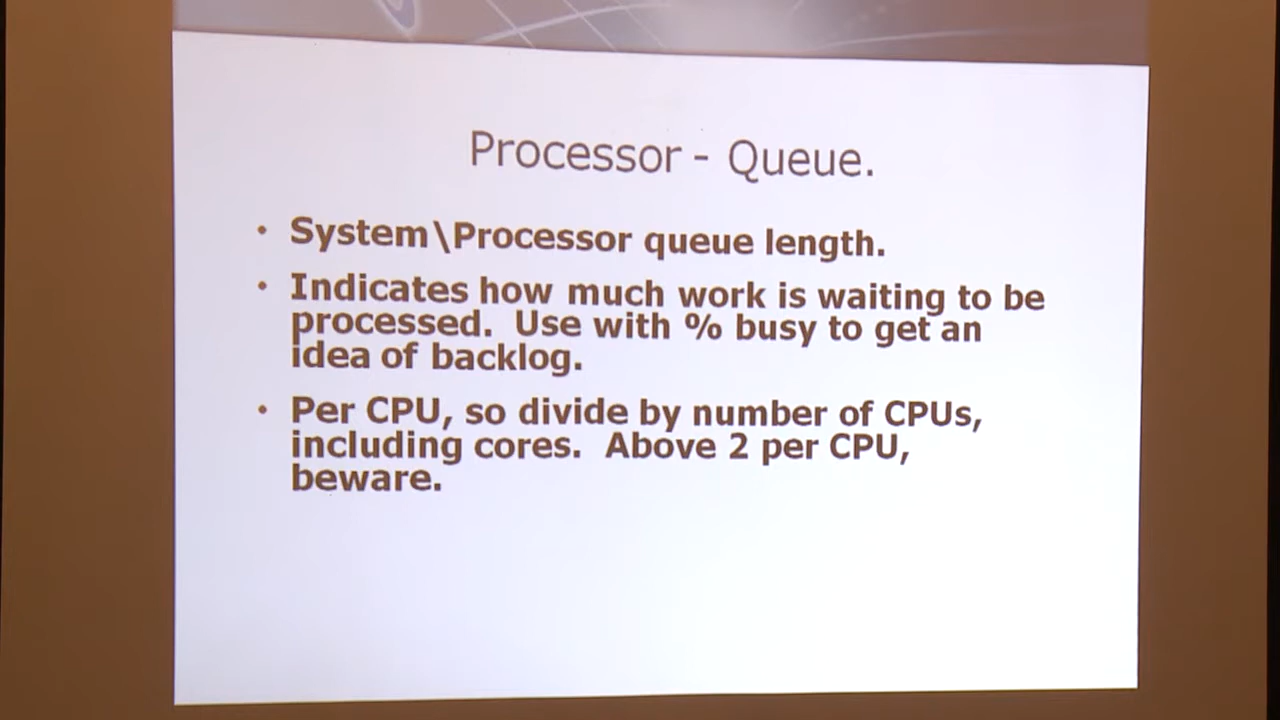 Processor - Queue.
• System\Processor queue length.
• Indicates how much work is waiting to be
processed.  Use with % busy to get an
idea of backlog.
• Per CPU, so divide by number of CPUs,
including cores.  Above 2 per CPU,
beware.